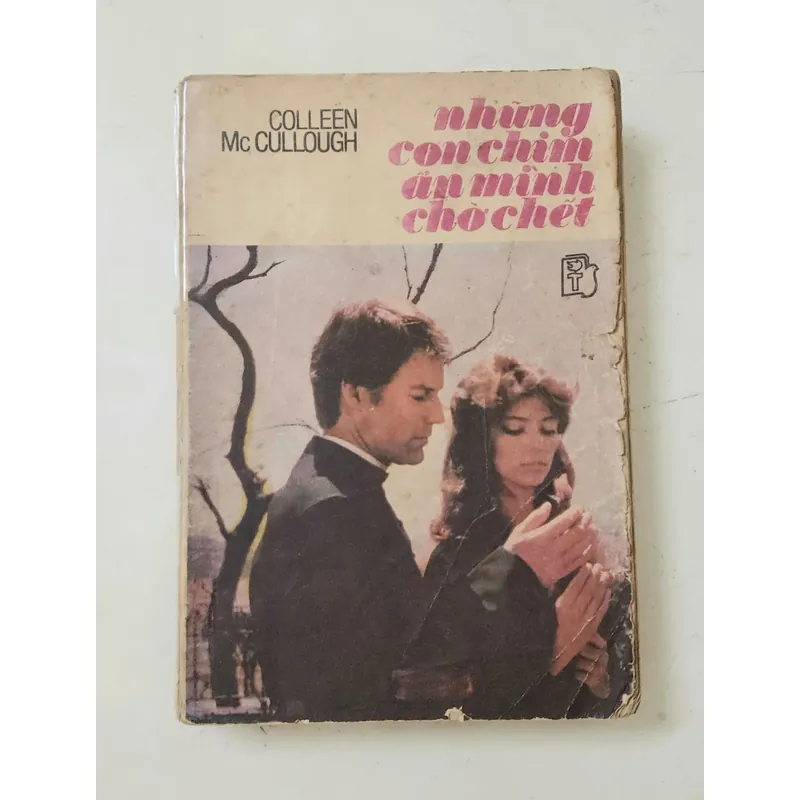 COLLEEN
Mc CULLOUGH
những
con chim
ẩn mình
chờ chết